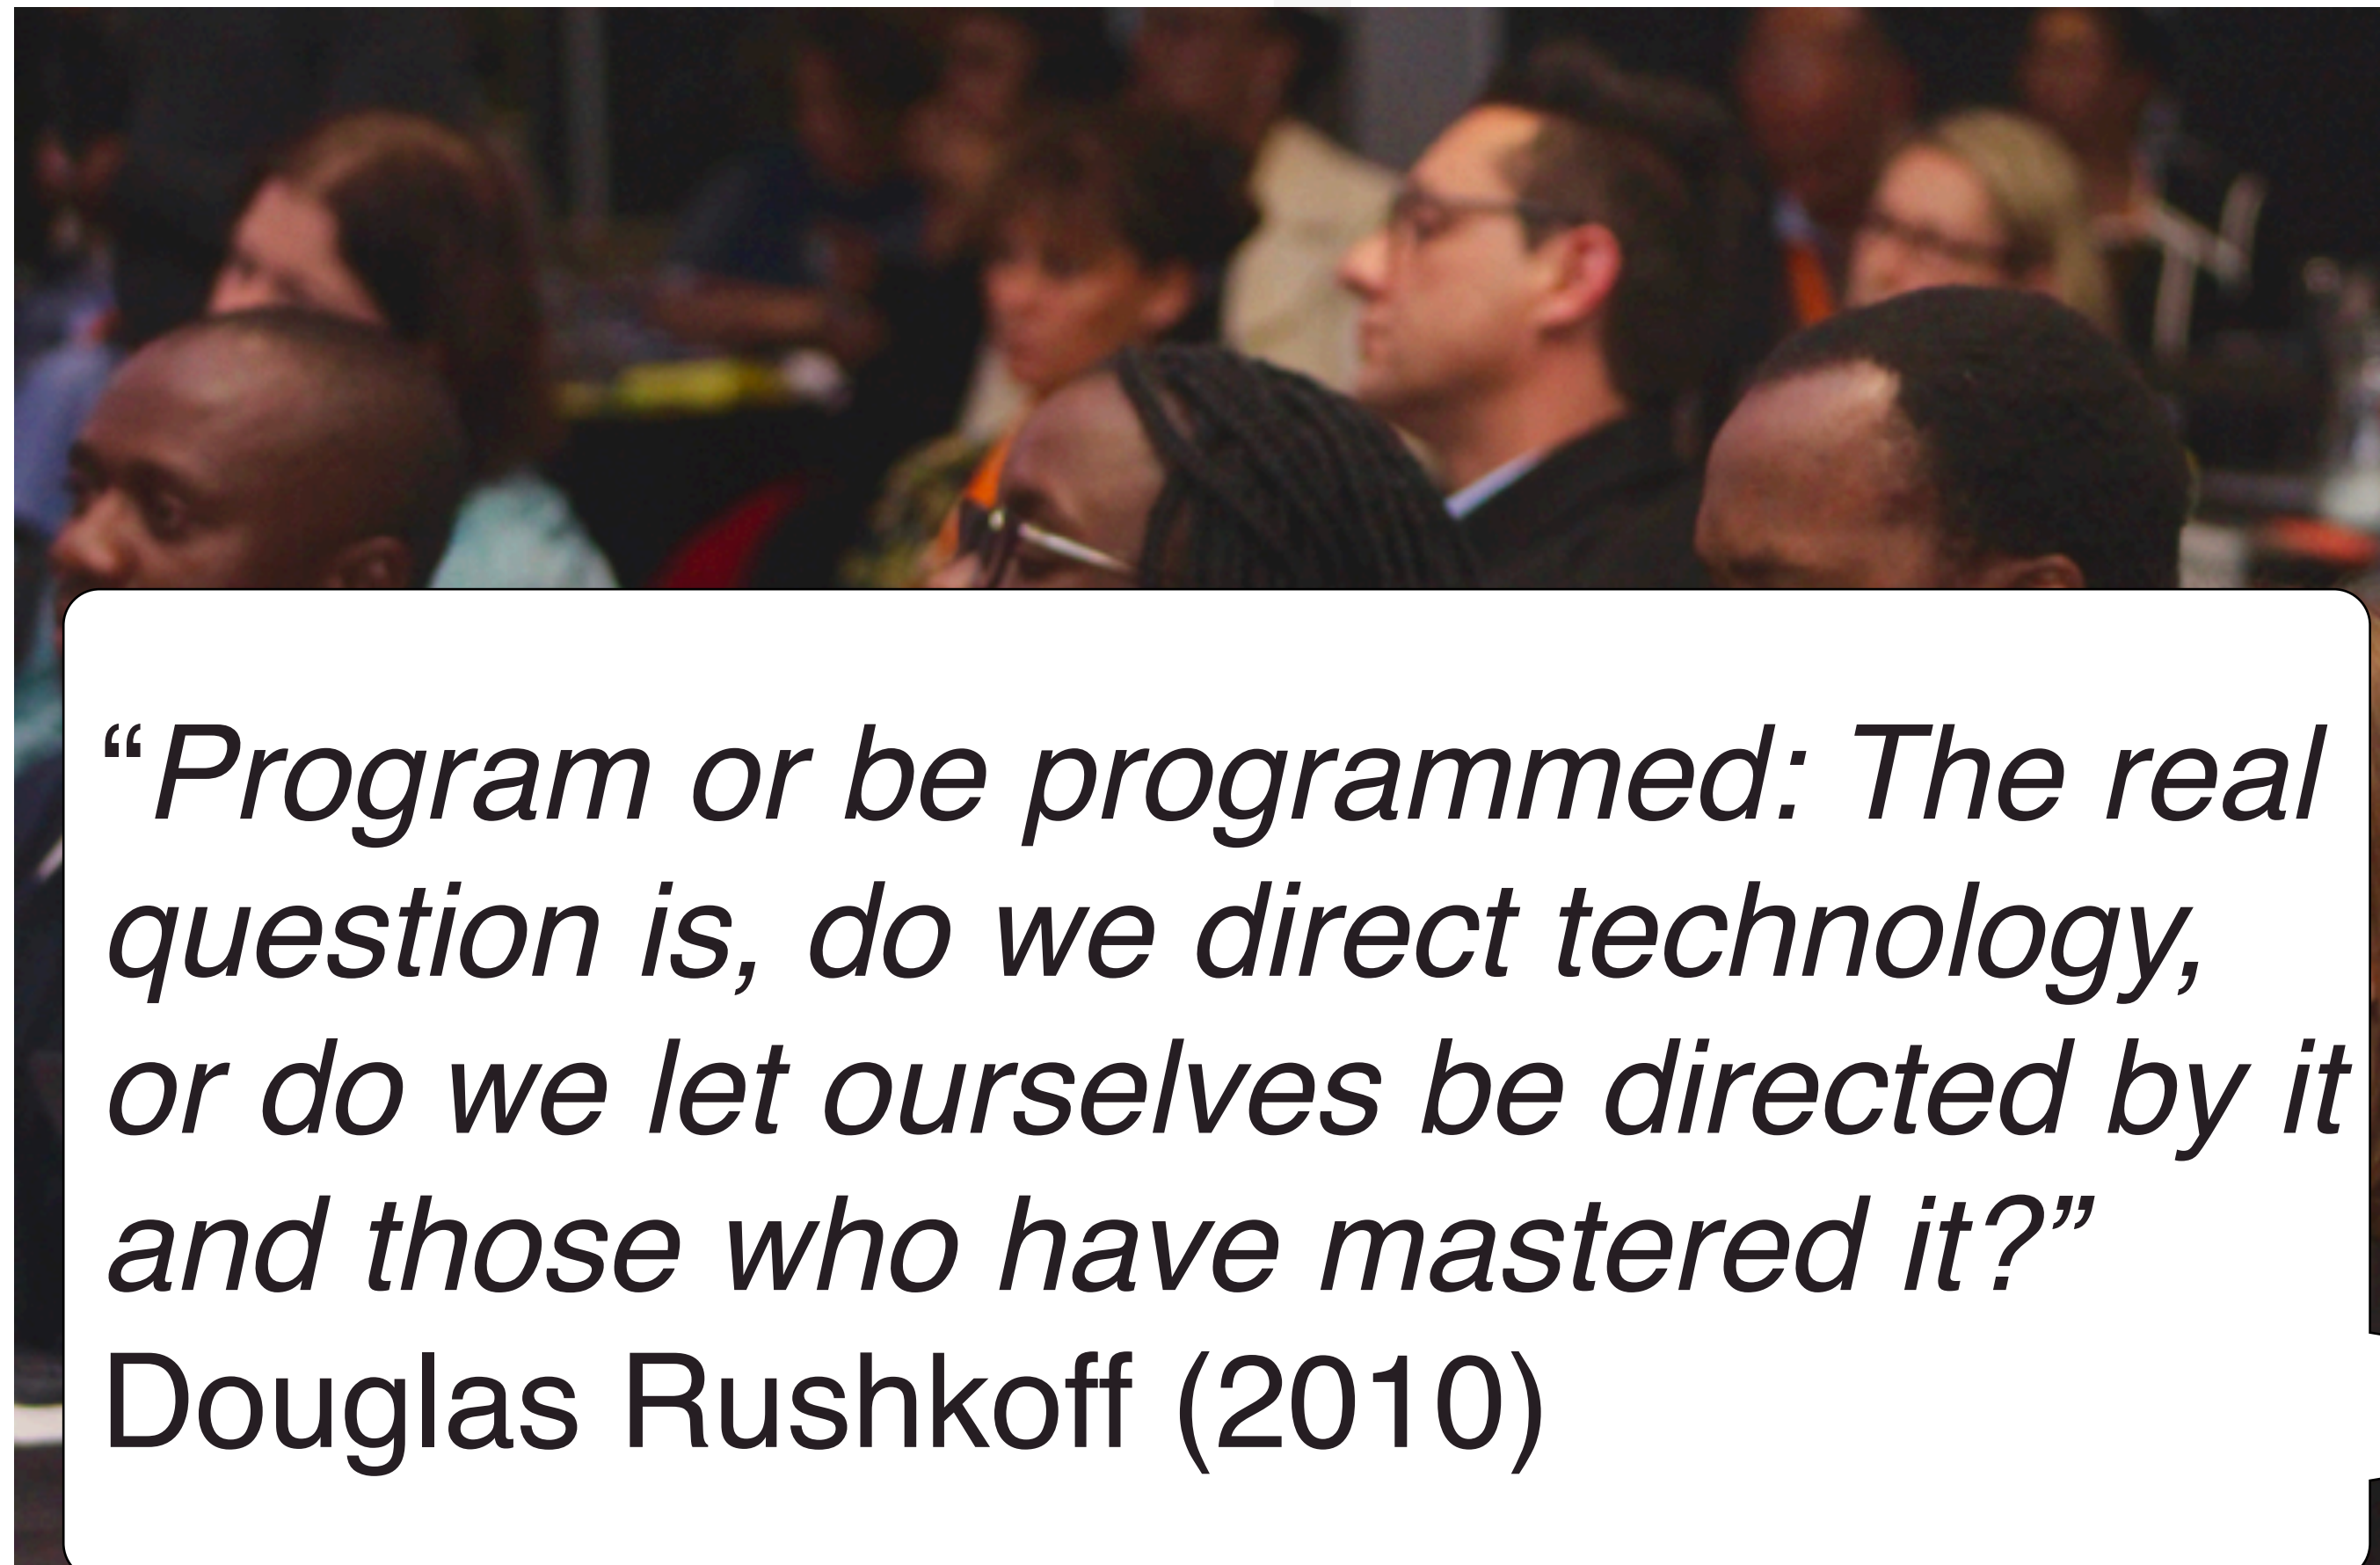 “Program or be programmed: The real
question is, do we direct technology,
or do we let ourselves be directed by it
and those who have mastered it?”
Douglas Rushkoff (2010)